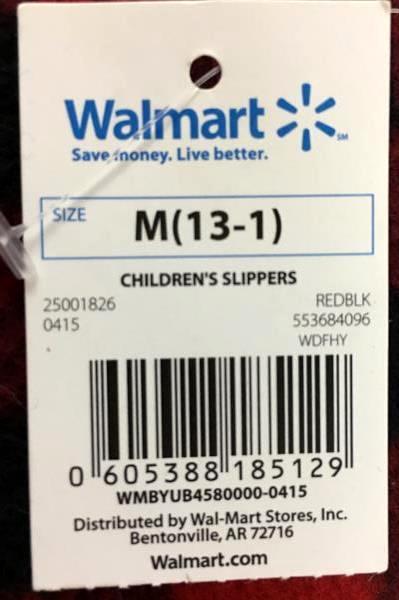 Walmart
SM
Save money. Live better.
SIZE M(13-1)
CHILDREN'S SLIPPERS
25001826 REDBLK
0415 553684096
WDFHY
0 605388 185129
WMBYUB4580000-0415
Distributed by Wal-Mart Stores, Inc.
Bentonville, AR 72716
Walmart.com